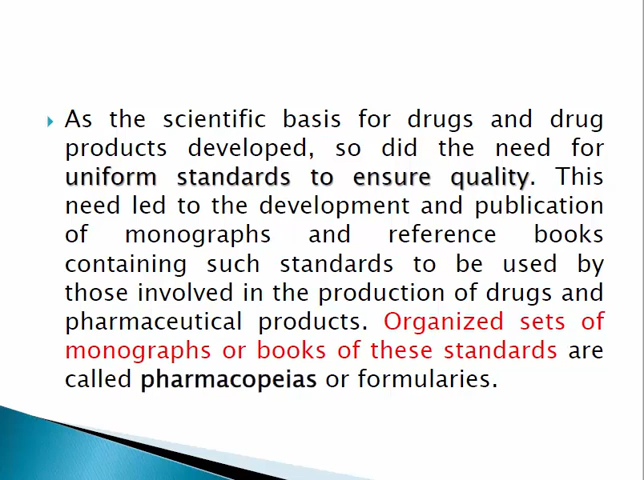 As the scientific basis for drugs and drug
products developed, so did the need for
uniform standards to ensure quality. This
need led to the development and publication
of monographs and reference books
containing such standards to be used by
those involved in the production of drugs and
pharmaceutical products. Organized sets of
monographs or books of these standards are
called pharmacopeias or formularies.